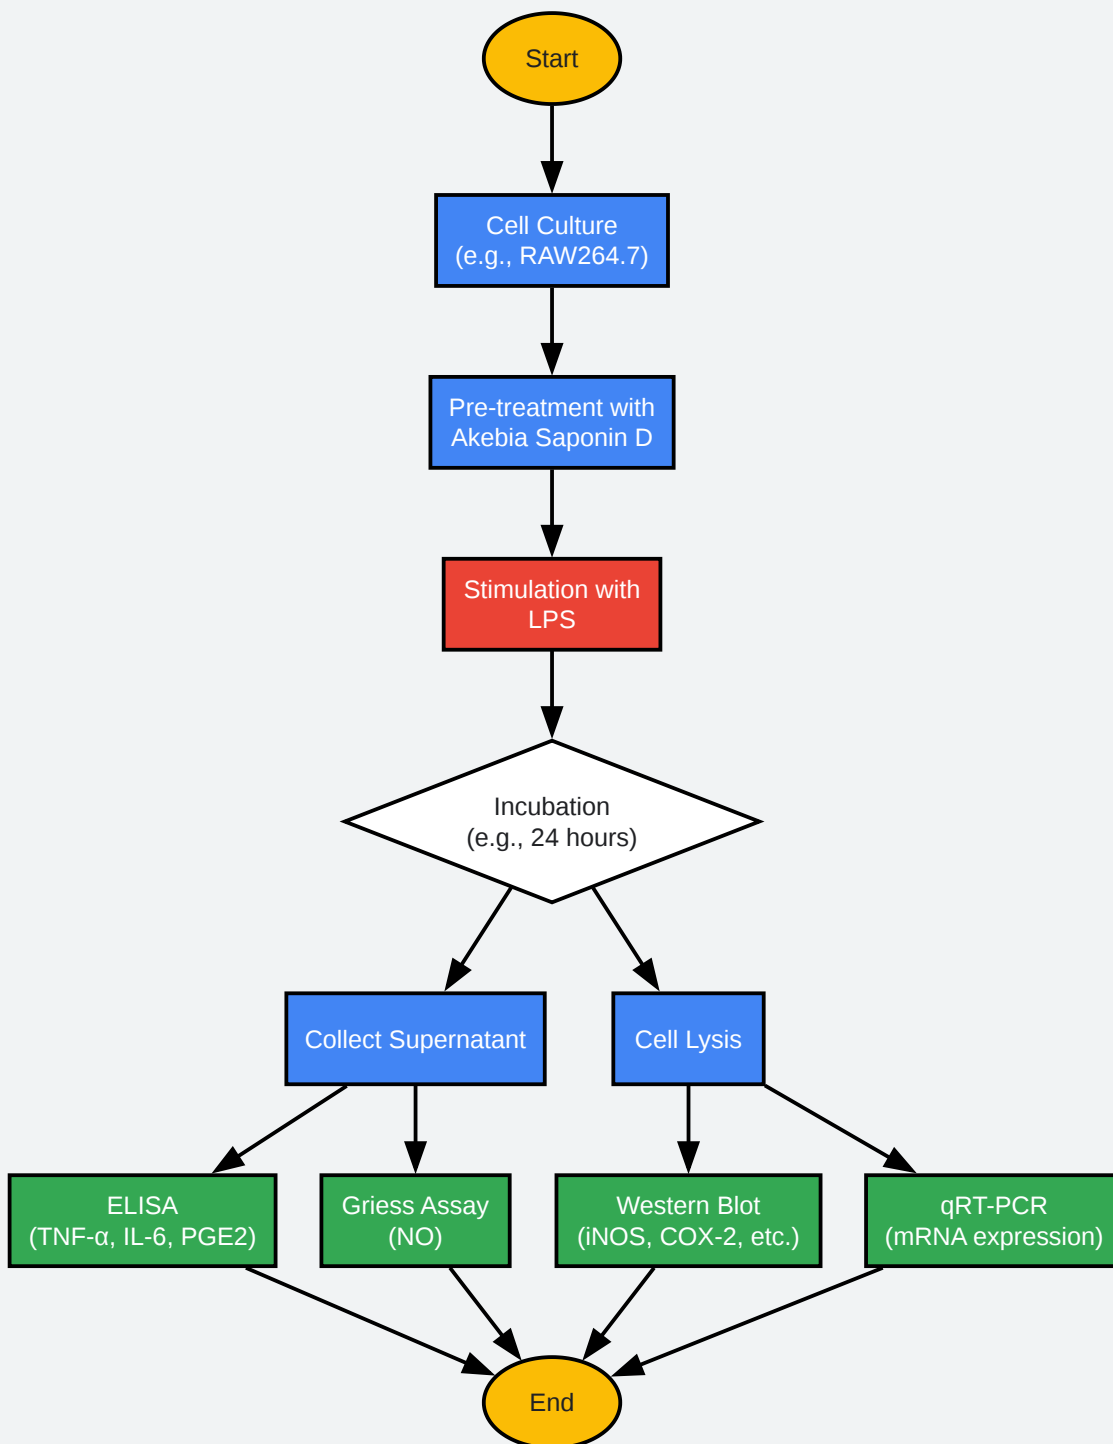 Start
Cell Culture
(e.g., RAW264.7)
Pre-treatment with
Akebia Saponin D
Stimulation with
LPS
Incubation
(e.g., 24 hours)
Collect Supernatant
Cell Lysis
ELISA
(TNF-α, IL-6, PGE2)
Griess Assay
(NO)
Western Blot
(iNOS, COX-2, etc.)
qRT-PCR
(mRNA expression)
End